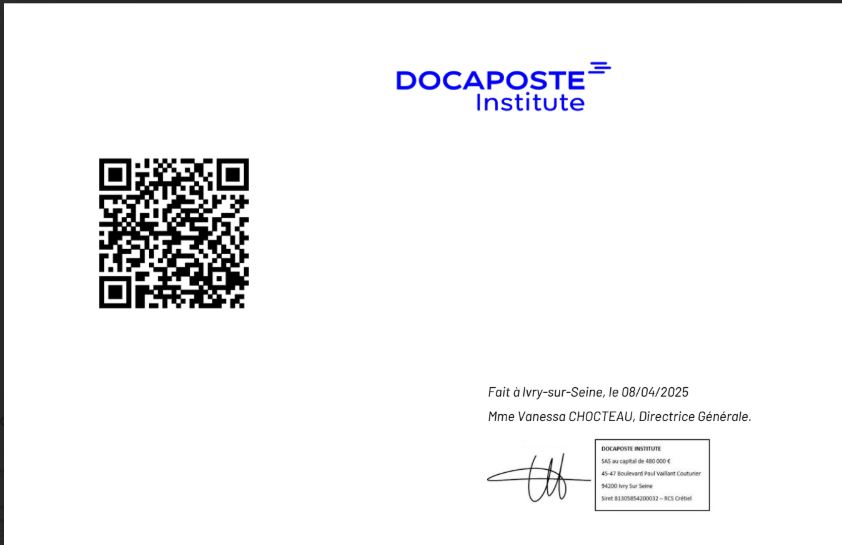 DOCAPOSTE
Institute
Fait à Ivry-sur-Seine, le 08/04/2025
Mme Vanessa CHOCTEAU, Directrice Générale.
DOCAPOSTE INSTITUTE
SAS au capital de 480 000 €
45-47 Boulevard Paul Vaillant Couturier
94200 Ivry Sur Seine
Siret 81305854200032 – RCS Crétiel